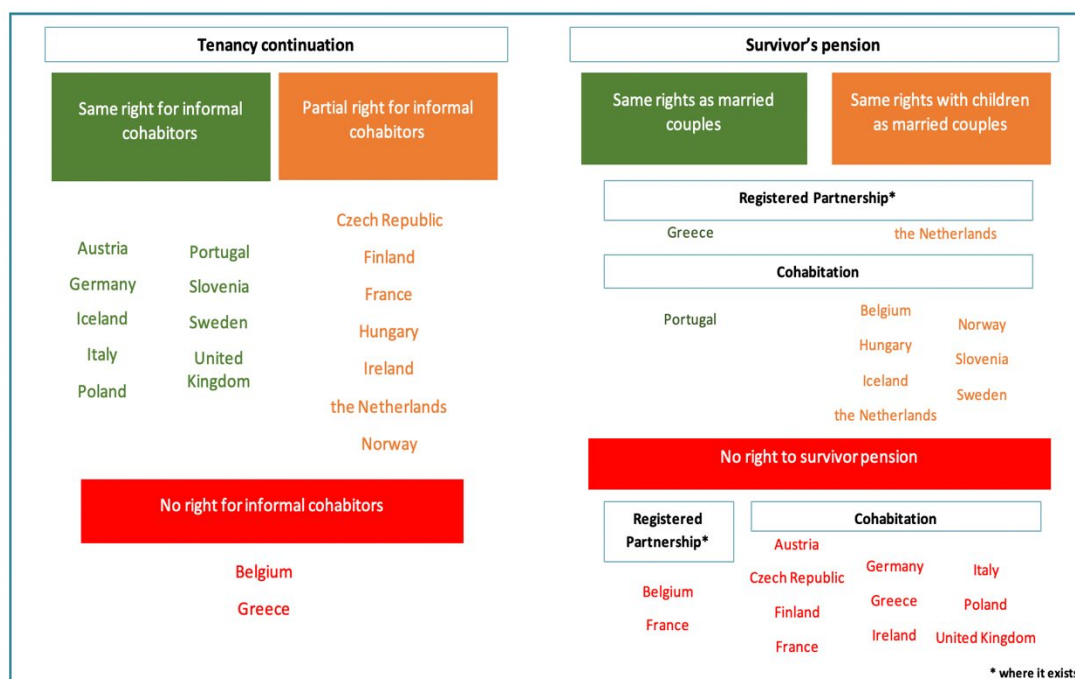 Tenancy continuation
Same right for informal
cohabitors
Partial right for informal
cohabitors
Austria
Germany
Iceland
Italy
Poland
Portugal
Slovenia
Sweden
United
Kingdom
Czech Republic
Finland
France
Hungary
Ireland
the Netherlands
Norway
No right for informal cohabitors
Belgium
Greece
Survivor's pension
Same rights as married
couples
Same rights with children
as married couples
Registered Partnership*
Greece
the Netherlands
Cohabitation
Portugal
Belgium
Hungary
Iceland
the Netherlands
Norway
Slovenia
Sweden
No right to survivor pension
Registered
Partnership*
Belgium
France
Cohabitation
Austria
Czech Republic
Finland
France
Germany
Greece
Ireland
Italy
Poland
United Kingdom
* where it exists